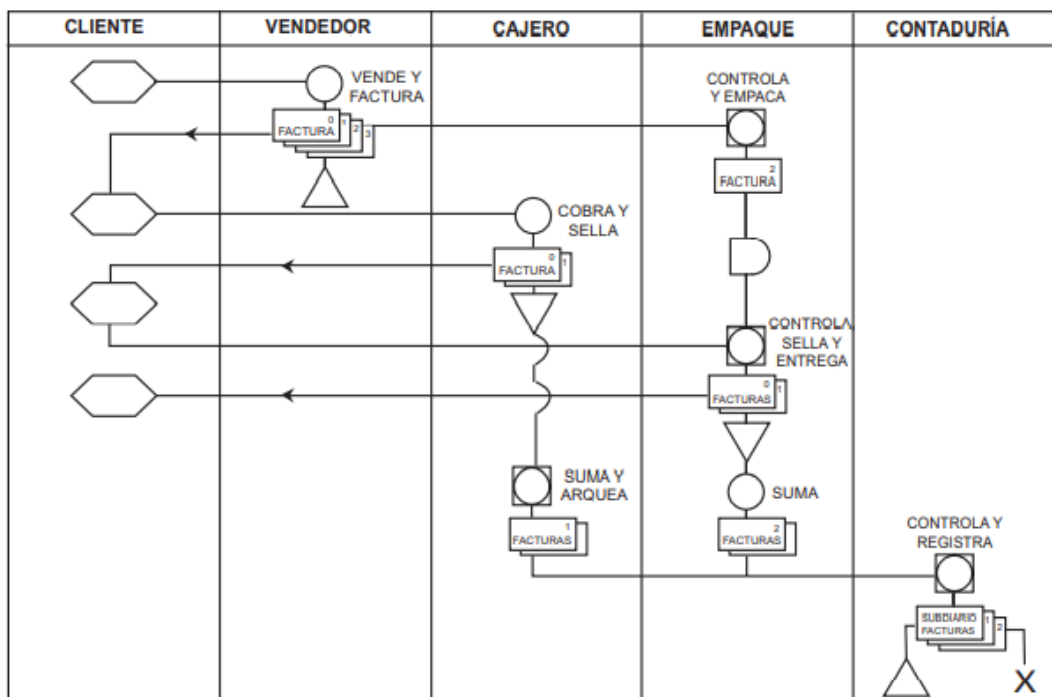 CLIENTE
VENDEDOR
CAJERO
EMPAQUE
CONTADURÍA
VENDE Y
FACTURA
0
FACTURA
1
2
3
CONTROLA
Y EMPACA
2
FACTURA
COBRA Y
SELLA
0
FACTURA
1
CONTROLA,
SELLA Y
ENTREGA
0
FACTURAS
1
SUMA Y
ARQUEA
1
FACTURAS
SUMA
2
FACTURAS
CONTROLA Y
REGISTRA
SUBDIARIO
FACTURAS
1
2
X